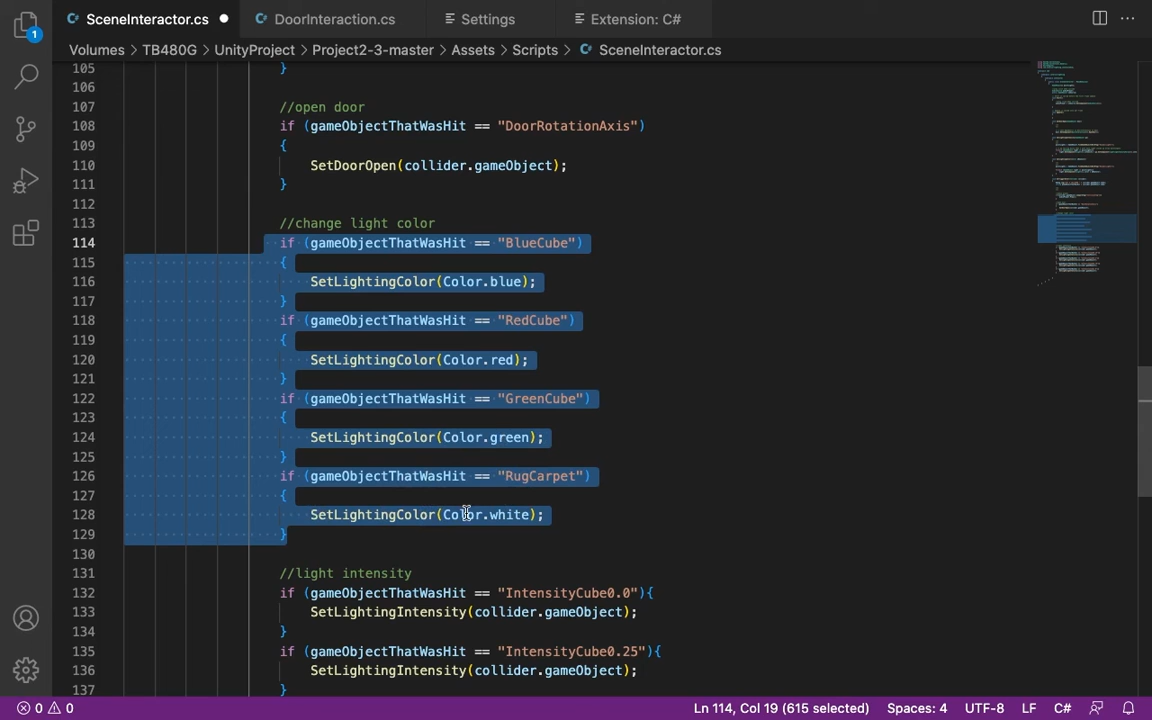 SceneInteractor.cs DoorInteraction.cs Settings Extension: C#
1
Volumes > TB480G > UnityProject > Project2-3-master > Assets > Scripts > SceneInteractor.cs
105 }
106
107 //open door
108 if (gameObjectThatWasHit == "DoorRotationAxis")
109 {
110 SetDoorOpen(collider.gameObject);
111 }
112
113 //change light color
114 if (gameObjectThatWasHit == "BlueCube")
115 {
116 SetLightingColor(Color.blue);
117 }
118 if (gameObjectThatWasHit == "RedCube")
119 {
120 SetLightingColor(Color.red);
121 }
122 if (gameObjectThatWasHit == "GreenCube")
123 {
124 SetLightingColor(Color.green);
125 }
126 if (gameObjectThatWasHit == "RugCarpet")
127 {
128 SetLightingColor(Color.white);
129 }
130
131 //light intensity
132 if (gameObjectThatWasHit == "IntensityCube0.0"){
133 SetLightingIntensity(collider.gameObject);
134 }
135 if (gameObjectThatWasHit == "IntensityCube0.25"){
136 SetLightingIntensity(collider.gameObject);
137 }
0 0 Ln 114, Col 19 (615 selected) Spaces: 4 UTF-8 LF C#